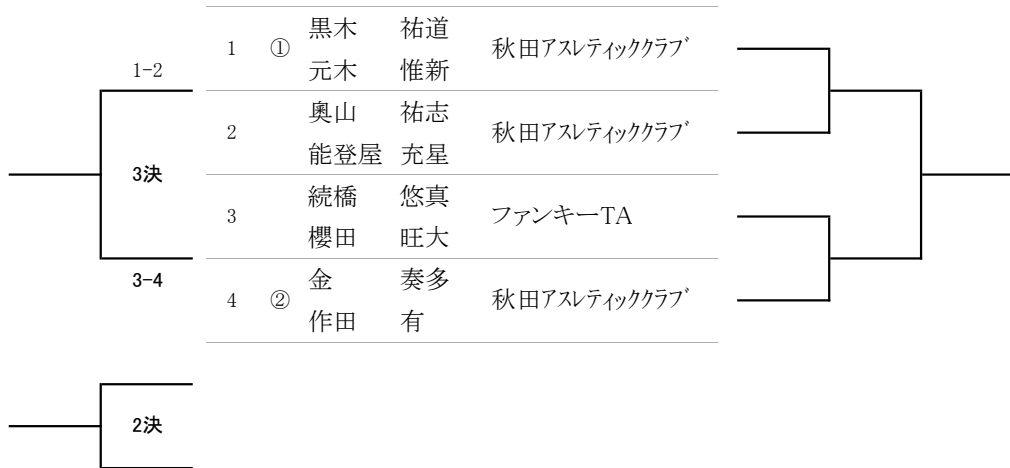 1-2
3決
3-4
2決
1 ① 黒木 祐道 秋田アスレティッククラブ
元木 惟新
2 奥山 祐志 秋田アスレティッククラブ
能登屋 充星
3 続橋 悠真 ファンキーTA
櫻田 旺大
4 ② 金 奏多 秋田アスレティッククラブ
作田 有